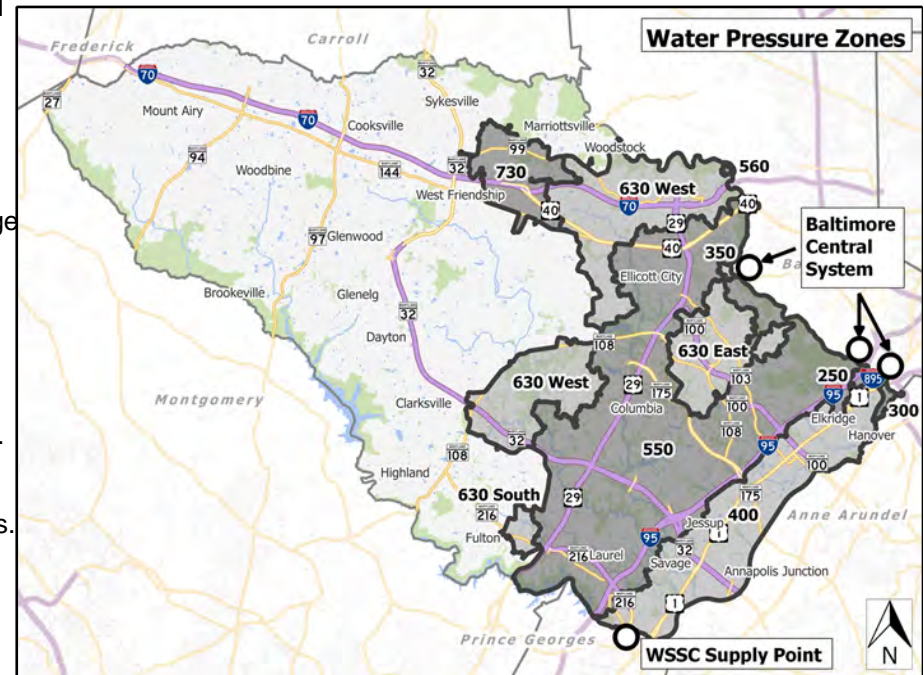 ge
.
s.
Water Pressure Zones
Frederick
Carroll
70
27
Mount Airy
32
Sykesville
70
Cooksville
Marriottsville
99
Woodstock
94
Woodbine
144
32
730
560
West Friendship
630 West
70
40
40
29
Baltimore
Central
System
97
Glenwood
40
350
Ellicott City
Brookeville
Glenelg
32
Dayton
108
100
630 East
630 West
29
175
103
250
895
95
1
300
Montgomery
Clarksville
Columbia
100
Elkridge
Hanover
108
32
550
108
95
100
Highland
630 South
29
175
400
Anne Arundel
216
Fulton
Jessup
1
95
32
216
Laurel
Savage
Annapolis Junction
216
1
Prince Georges
WSSC Supply Point
N